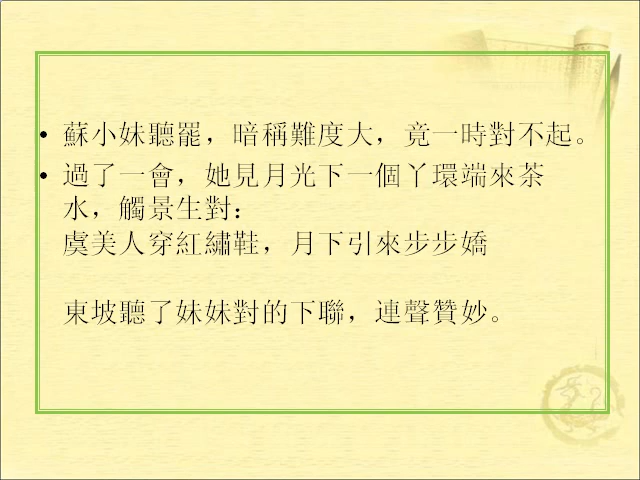 • 蘇小妹聽罷，暗稱難度大，竟一時對不起。
• 過了一會，她見月光下一個丫環端來茶
水，觸景生對：
虞美人穿紅繡鞋，月下引來步步嬌
東坡聽了妹妹對的下聯，連聲贊妙。